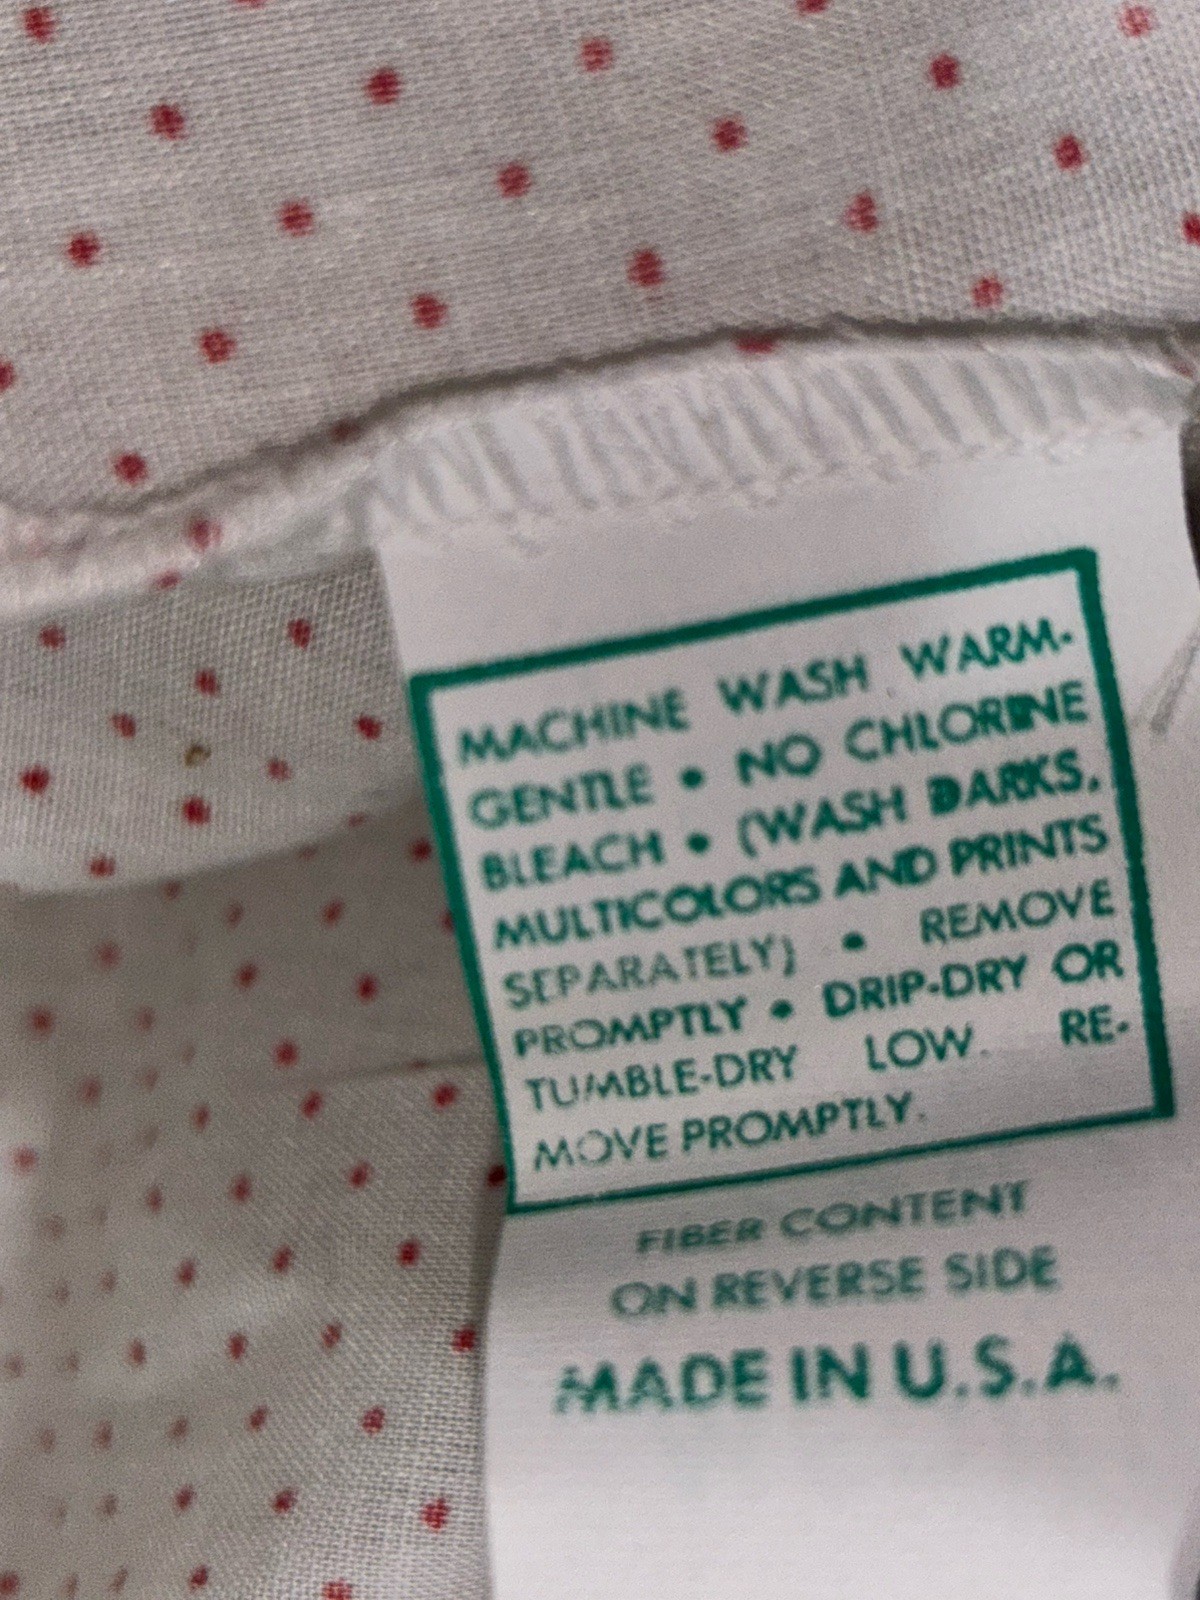 MACHINE WASH WARM-
GENTLE • NO CHLORINE
BLEACH • (WASH DARKS,
MULTICOLORS AND PRINTS
SEPARATELY) • REMOVE
PROMPTLY • DRIP-DRY OR
TUMBLE-DRY LOW. RE-
MOVE PROMPTLY.
FIBER CONTENT
ON REVERSE SIDE
MADE IN U.S.A.